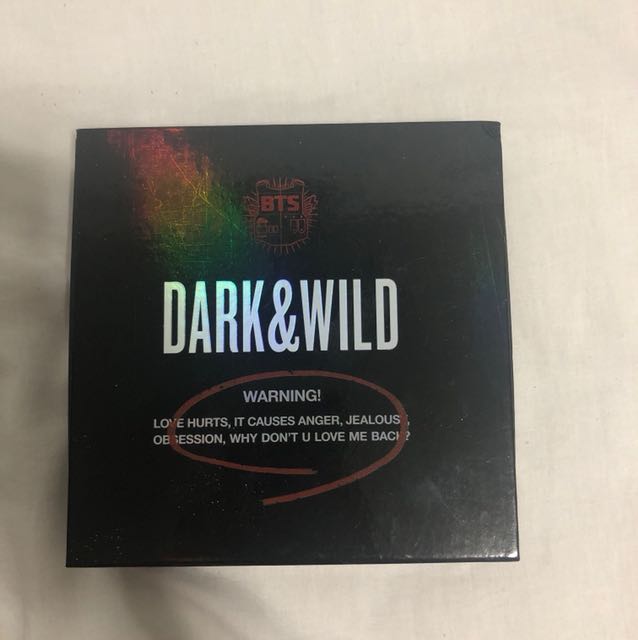 BTS
DARK&WILD
WARNING!
LOVE HURTS, IT CAUSES ANGER, JEALOUSY,
OBSESSION, WHY DON'T U LOVE ME BACK?